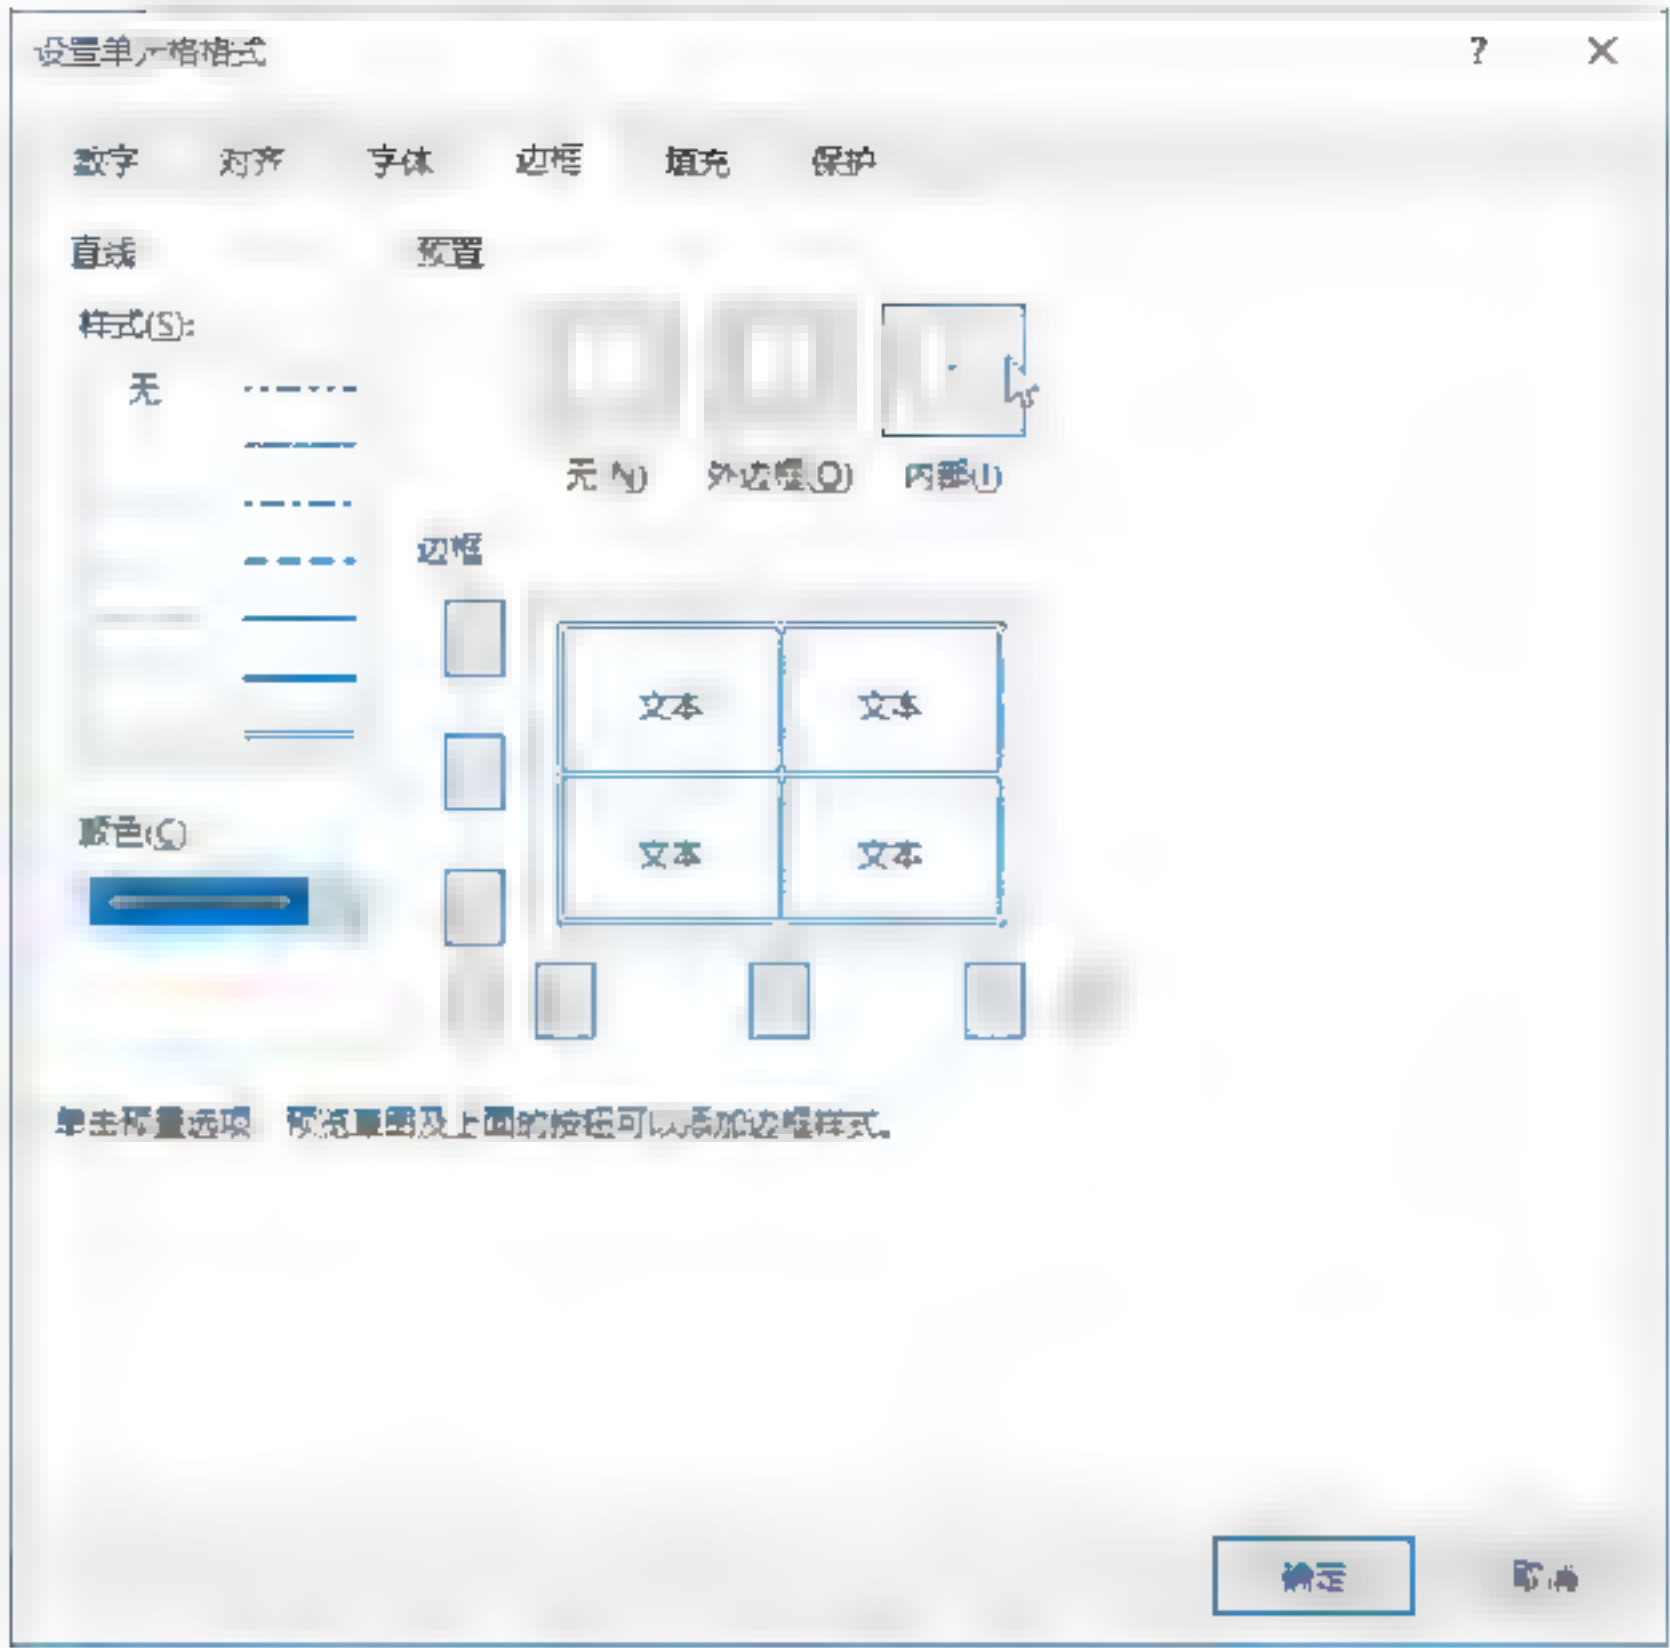 设置单元格格式 ? ×
数字 对齐 字体 边框 填充 保护
直线 预置
样式(S):
无
无(N) 外边框(O) 内部(I)
边框
文本 文本
文本 文本
颜色(C)
单击预置选项、预览草图及上面的按钮可以添加边框样式。
确定 取消